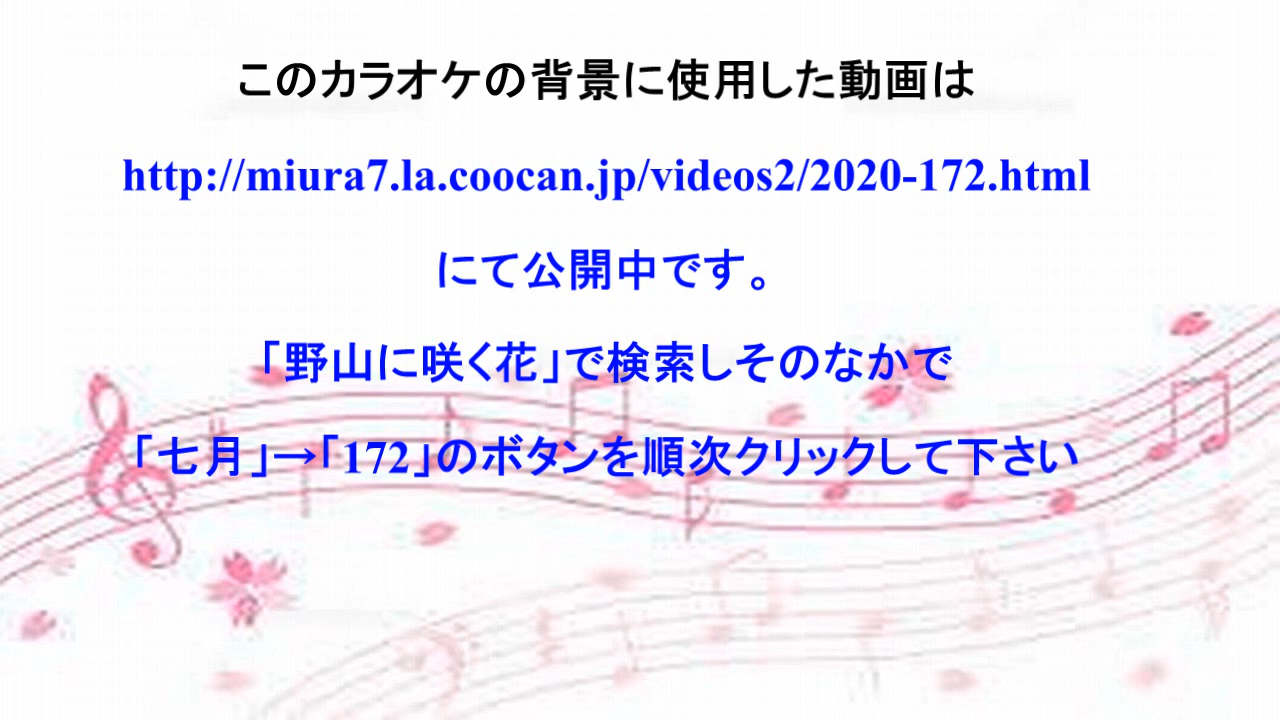 このカラオケの背景に使用した動画は
http://miura7.la.coocan.jp/videos2/2020-172.html
にて公開中です。
「野山に咲く花」で検索しそのなかで
「七月」→「172」のボタンを順次クリックして下さい